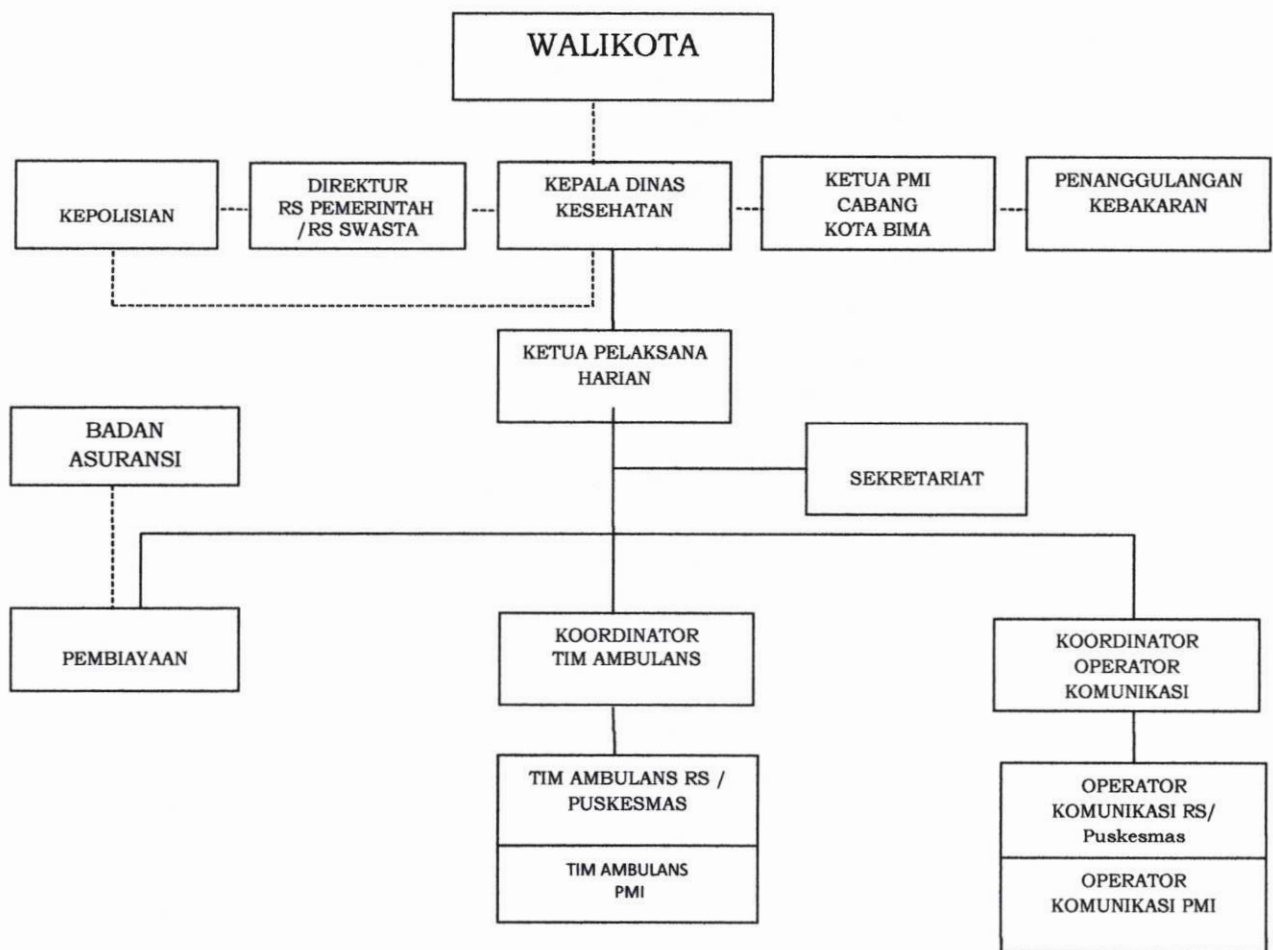 WALIKOTA
KEPOLISIAN
DIREKTUR
RS PEMERINTAH
/RS SWASTA
KEPALA DINAS
KESEHATAN
KETUA PMI
CABANG
KOTA BIMA
PENANGGULANGAN
KEBAKARAN
KETUA PELAKSANA
HARIAN
BADAN
ASURANSI
SEKRETARIAT
PEMBIAYAAN
KOORDINATOR
TIM AMBULANS
KOORDINATOR
OPERATOR
KOMUNIKASI
TIM AMBULANS RS /
PUSKESMAS
TIM AMBULANS
PMI
OPERATOR
KOMUNIKASI RS/
Puskesmas
OPERATOR
KOMUNIKASI PMI